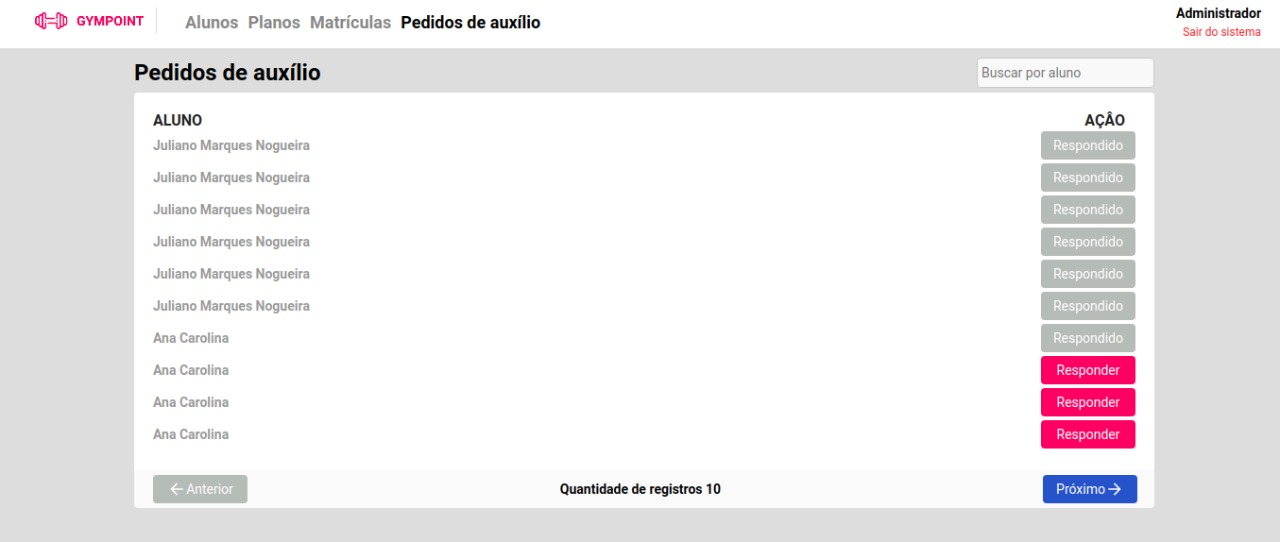 GYMPOINT Alunos Planos Matrículas Pedidos de auxílio Administrador
Sair do sistema
Pedidos de auxílio Buscar por aluno
ALUNO AÇÂO
Juliano Marques Nogueira Respondido
Juliano Marques Nogueira Respondido
Juliano Marques Nogueira Respondido
Juliano Marques Nogueira Respondido
Juliano Marques Nogueira Respondido
Juliano Marques Nogueira Respondido
Ana Carolina Respondido
Ana Carolina Responder
Ana Carolina Responder
Ana Carolina Responder
← Anterior Quantidade de registros 10 Próximo →